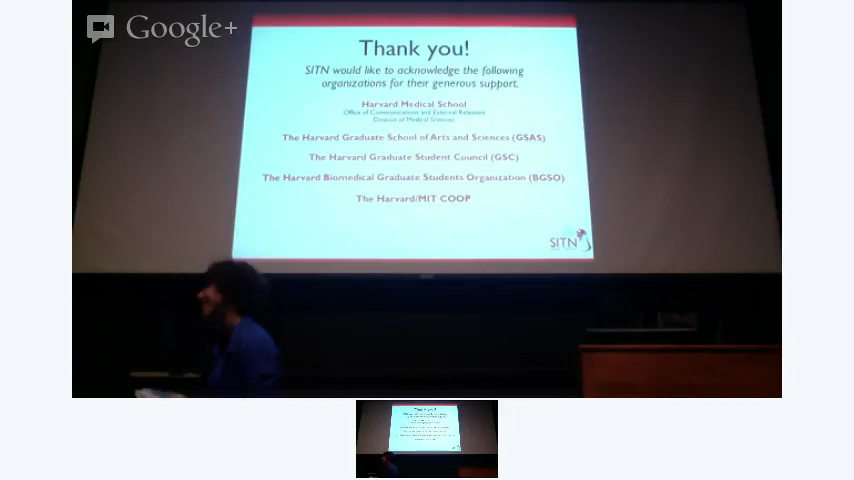 Google+
Thank you!
SITN would like to acknowledge the following
organizations for their generous support.
Harvard Medical School
Office of Communications and External Relations
Division of Medical Sciences
The Harvard Graduate School of Arts and Sciences (GSAS)
The Harvard Graduate Student Council (GSC)
The Harvard Biomedical Graduate Students Organization (BGSO)
The Harvard/MIT COOP
SITN
Thank you!